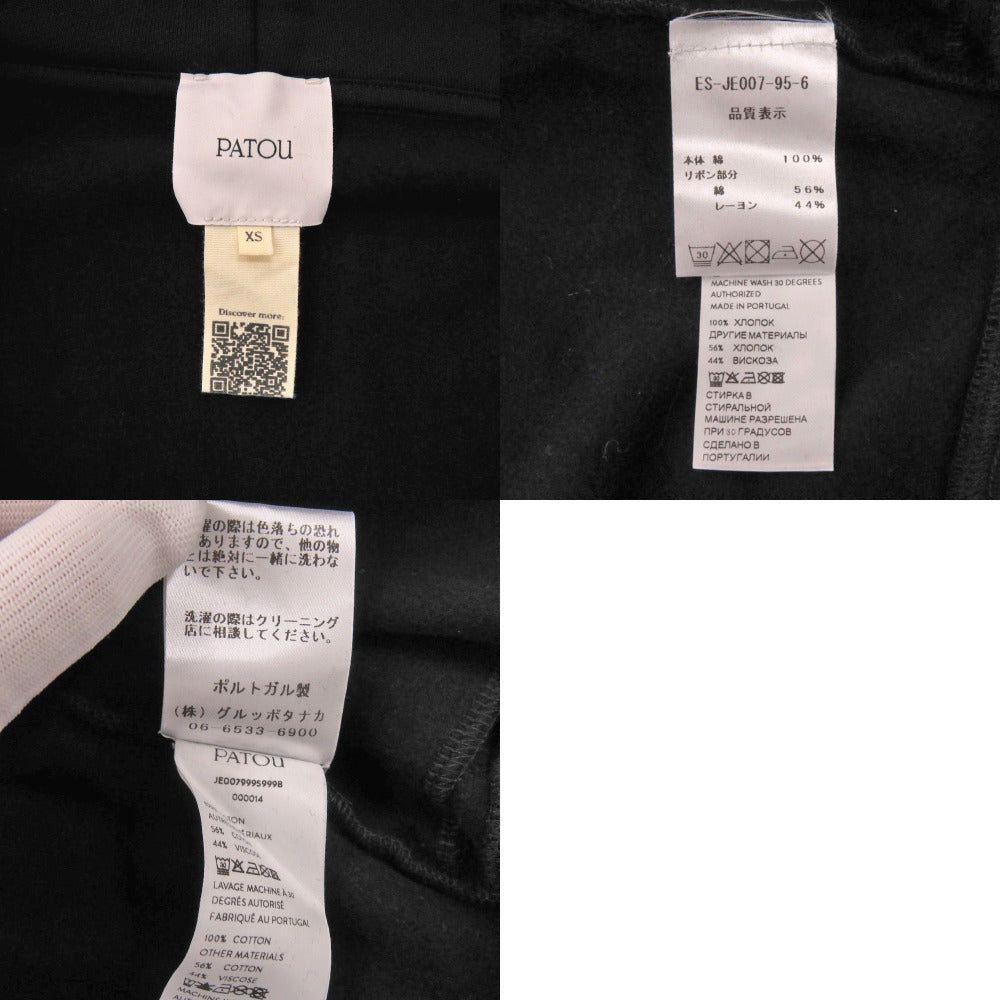 PATOU
XS
Discover more:
ES-JE007-95-6
品質表示
本体 綿 100%
リボン部分
綿 56%
レーヨン 44%
30
MACHINE WASH 30 DEGREES
AUTHORIZED
MADE IN PORTUGAL
100% ХЛОПОК
ДРУГИЕ МАТЕРИАЛЫ
56% ХЛОПОК
44% ВИСКОЗА
СТИРКА В
СТИРАЛЬНОЙ
МАШИНЕ РАЗРЕШЕНА
ПРИ 30 ГРАДУСОВ
СДЕЛАНО В
ПОРТУГАЛИИ
濯の際は色落ちの恐れ
ありますので、他の物
とは絶対に一緒に洗わな
いで下さい。
洗濯の際はクリーニング
店に相談してください。
ポルトガル製
(株)グルッポタナカ
06-6533-6900
PATOU
JE0079995999B
000014
56%
44% VISCOSE
LAVAGE MACHINE À 30
DEGRÉS AUTORISÉ
FABRIQUÉ AU PORTUGAL
100% COTTON
OTHER MATERIALS
56% COTTON
44% VISCOSE
MACHINE WASH 30